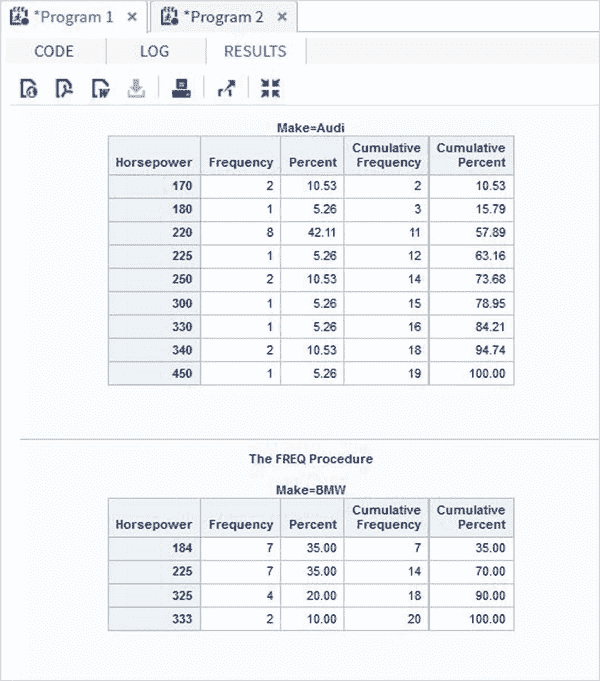 *Program 1 × *Program 2 ×
CODE LOG RESULTS
Make=Audi
Horsepower Frequency Percent Cumulative Frequency Cumulative Percent
170 2 10.53 2 10.53
180 1 5.26 3 15.79
220 8 42.11 11 57.89
225 1 5.26 12 63.16
250 2 10.53 14 73.68
300 1 5.26 15 78.95
330 1 5.26 16 84.21
340 2 10.53 18 94.74
450 1 5.26 19 100.00
The FREQ Procedure
Make=BMW
Horsepower Frequency Percent Cumulative Frequency Cumulative Percent
184 7 35.00 7 35.00
225 7 35.00 14 70.00
325 4 20.00 18 90.00
333 2 10.00 20 100.00